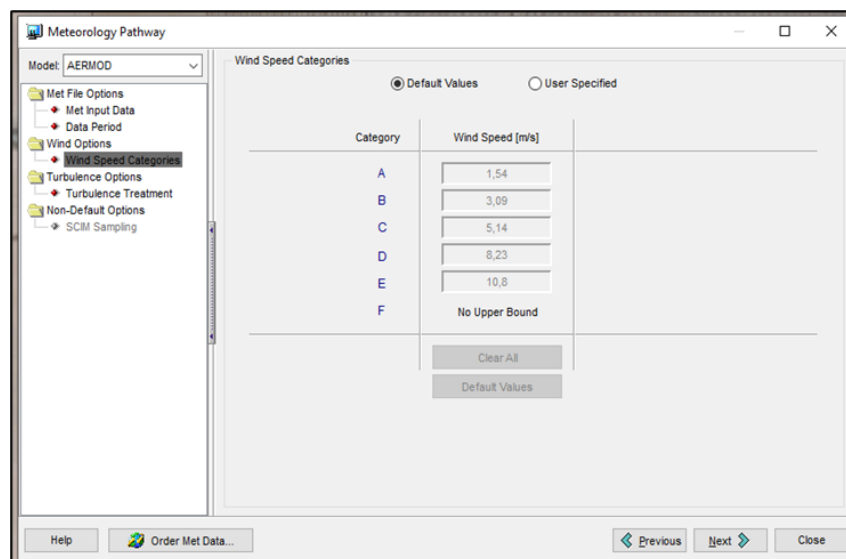 Meteorology Pathway
Model: AERMOD
Met File Options
Met Input Data
Data Period
Wind Options
Wind Speed Categories
Turbulence Options
Turbulence Treatment
Non-Default Options
SCIM Sampling
Wind Speed Categories
Default Values User Specified
Category Wind Speed [m/s]
A 1,54
B 3,09
C 5,14
D 8,23
E 10,8
F No Upper Bound
Clear All
Default Values
Help Order Met Data... Previous Next Close